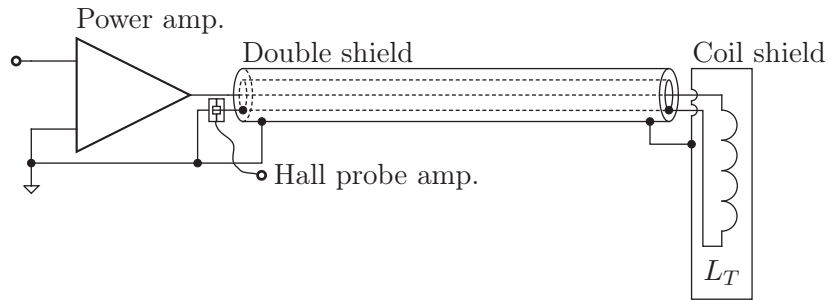 Power amp.
Double shield
Coil shield
Hall probe amp.
L_T